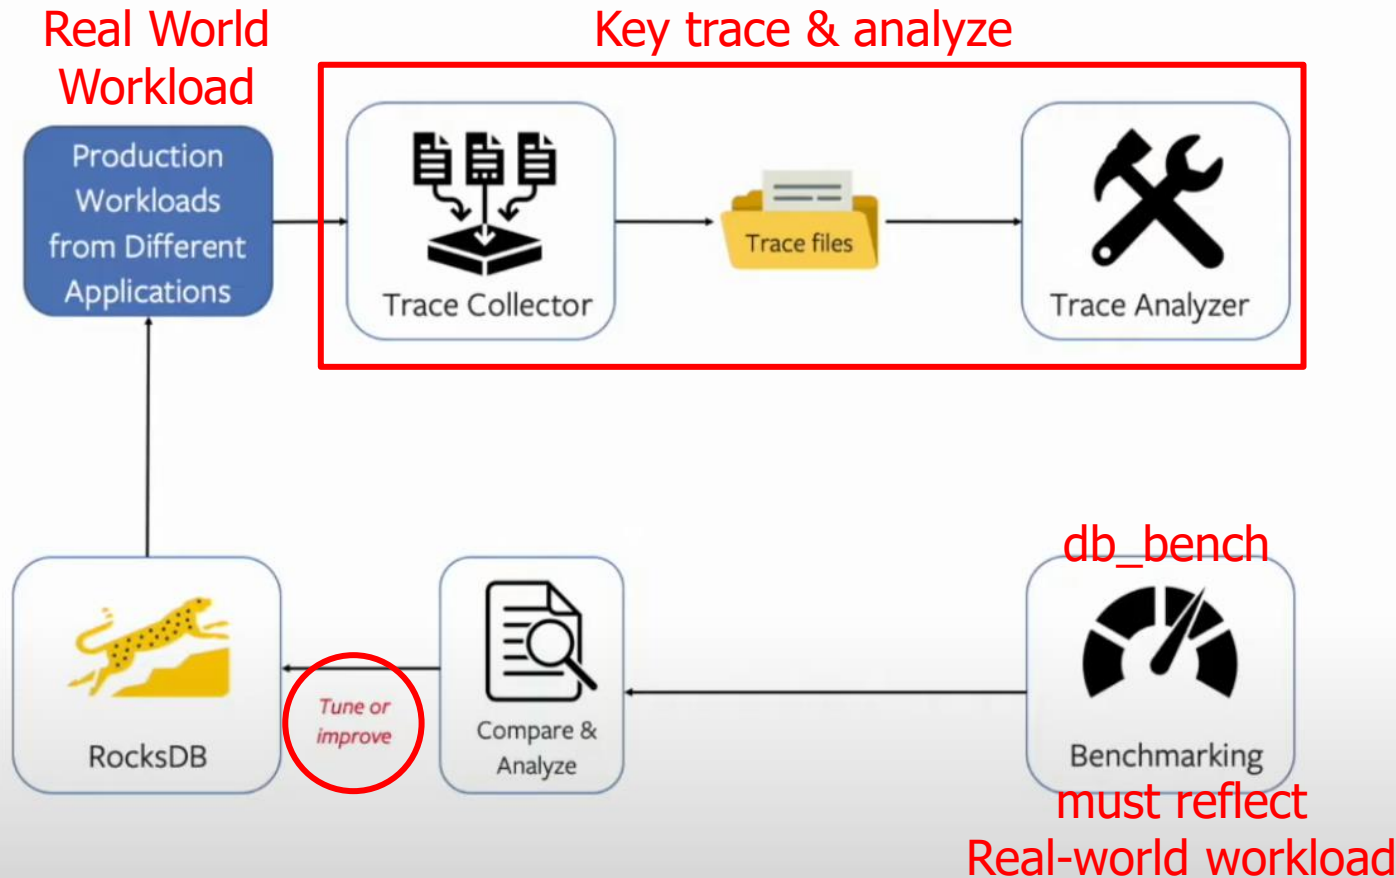 Real World
Workload
Key trace & analyze
Production
Workloads
from Different
Applications
Trace Collector
Trace files
Trace Analyzer
db_bench
RocksDB
Tune or
improve
Compare &
Analyze
Benchmarking
must reflect
Real-world workload